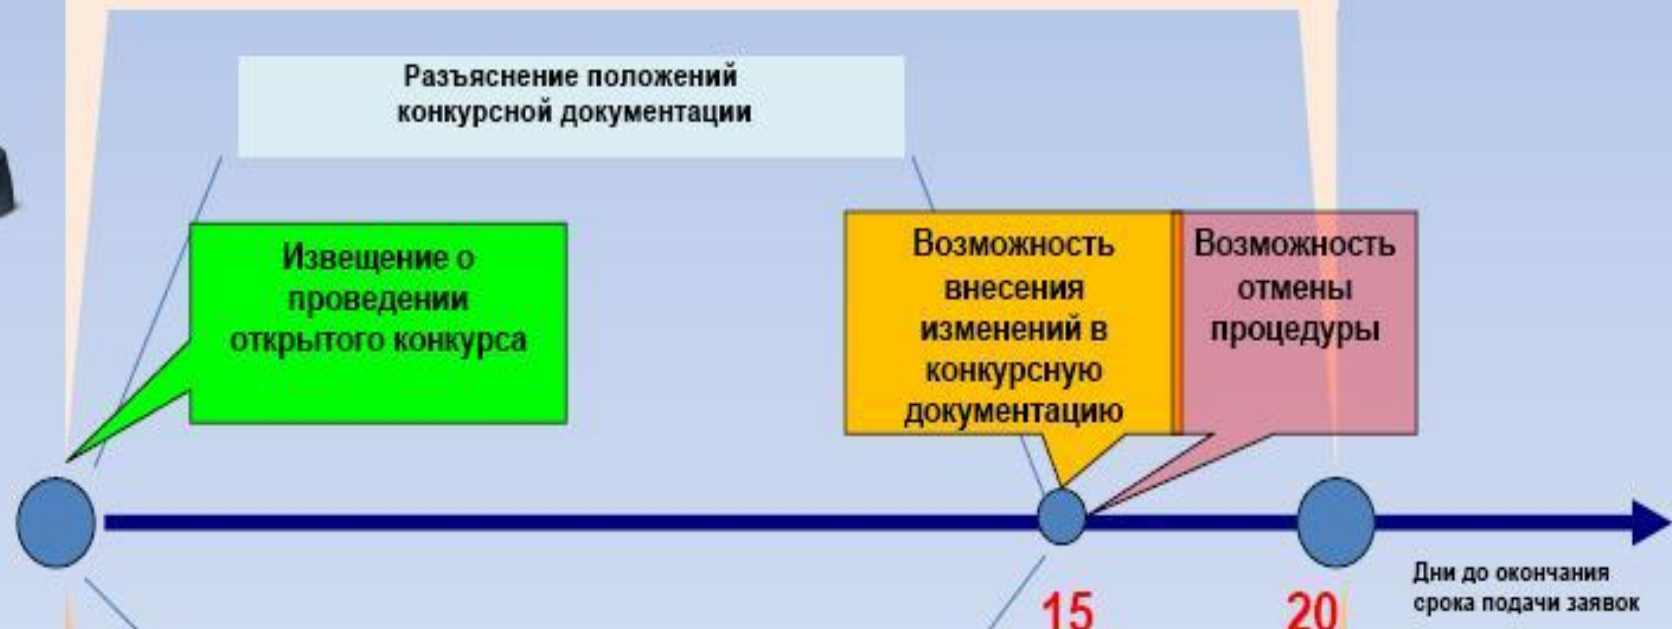 Разъяснение положений
конкурсной документации
Извещение о
проведении
открытого конкурса
Возможность
внесения
изменений в
конкурсную
документацию
Возможность
отмены
процедуры
15
20
Дни до окончания
срока подачи заявок